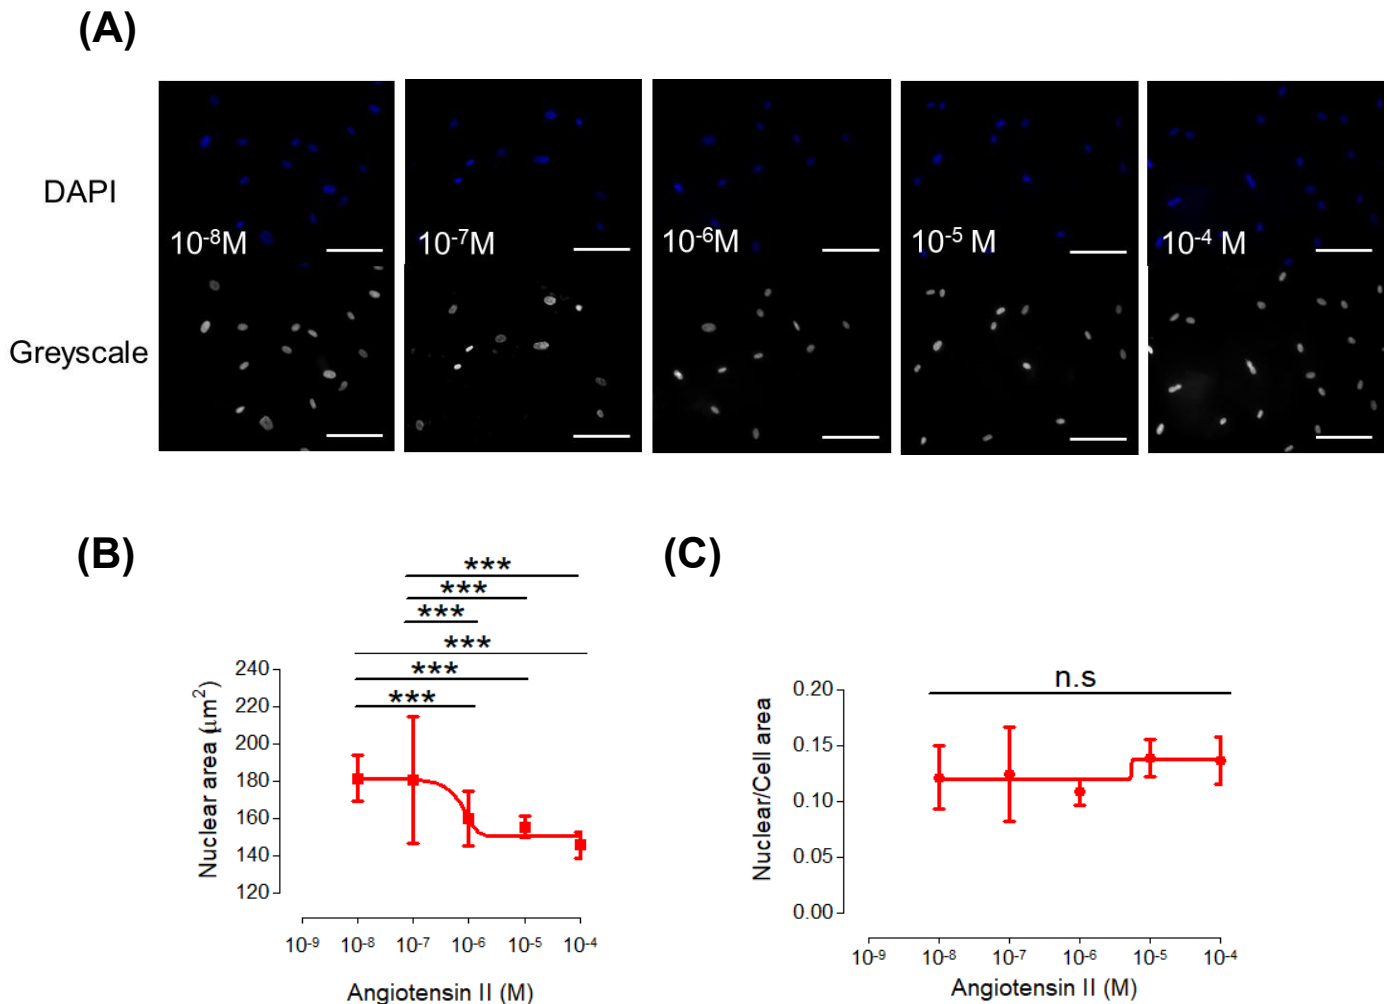 (A)
DAPI
10⁻⁸M
10⁻⁷M
10⁻⁶M
10⁻⁵ M
10⁻⁴ M
Greyscale
(B)
***
***
***
***
***
***
240
220
200
180
160
140
120
Nuclear area (μm²)
10⁻⁹
10⁻⁸
10⁻⁷
10⁻⁶
10⁻⁵
10⁻⁴
Angiotensin II (M)
(C)
n.s
0.20
0.15
0.10
0.05
0.00
Nuclear/Cell area
10⁻⁹
10⁻⁸
10⁻⁷
10⁻⁶
10⁻⁵
10⁻⁴
Angiotensin II (M)